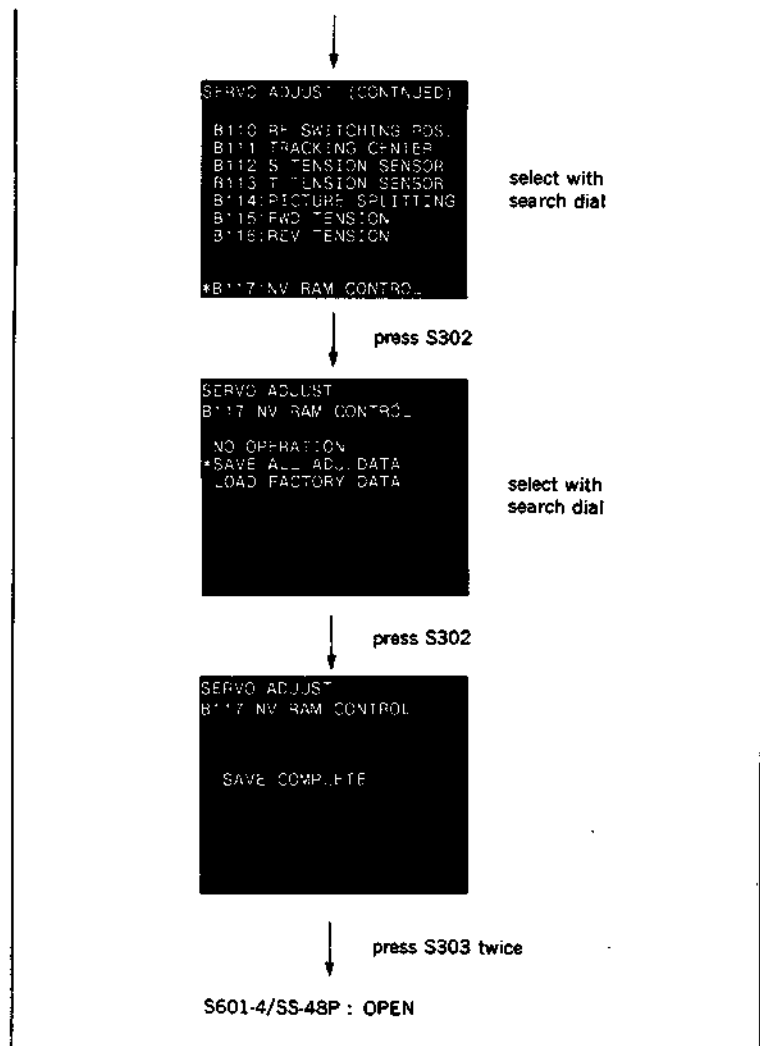 SERVO ADJUST (CONTNUED)
B110 RF SWITCHING POS.
B111 TRACKING CENTER
B112 S TENSION SENSOR
B113 T TENSION SENSOR
B114:PICTURE SPLITTING
B115:FWD TENSION
B116:REV TENSION
*B117:NV RAM CONTROL
select with
search dial
press S302
SERVO ADJUST
B117 NV RAM CONTROL
NO OPERATION
*SAVE ALL ADJ.DATA
LOAD FACTORY DATA
select with
search dial
press S302
SERVO ADJUST
B117 NV RAM CONTROL
SAVE COMPLETE
press S303 twice
S601-4/SS-48P : OPEN